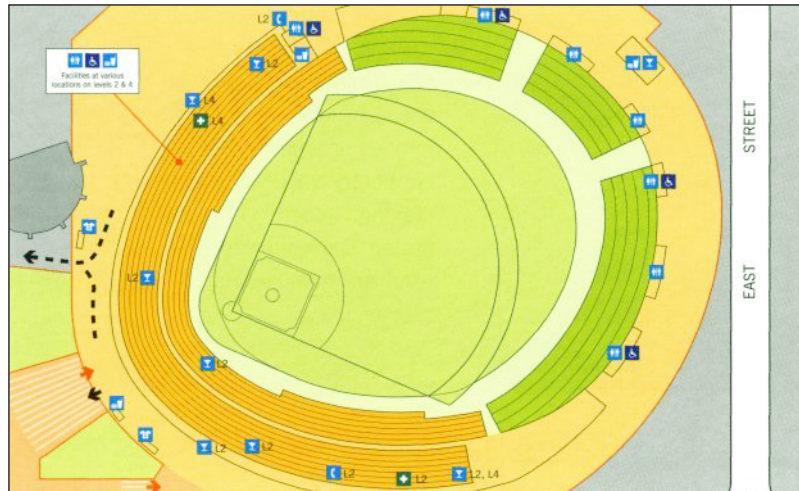 L2
Facilities at various
locations on levels 2 & 4
L2
L4
L4
STREET
L2
EAST
L2
L2
L2
L2
L2
L2, L4